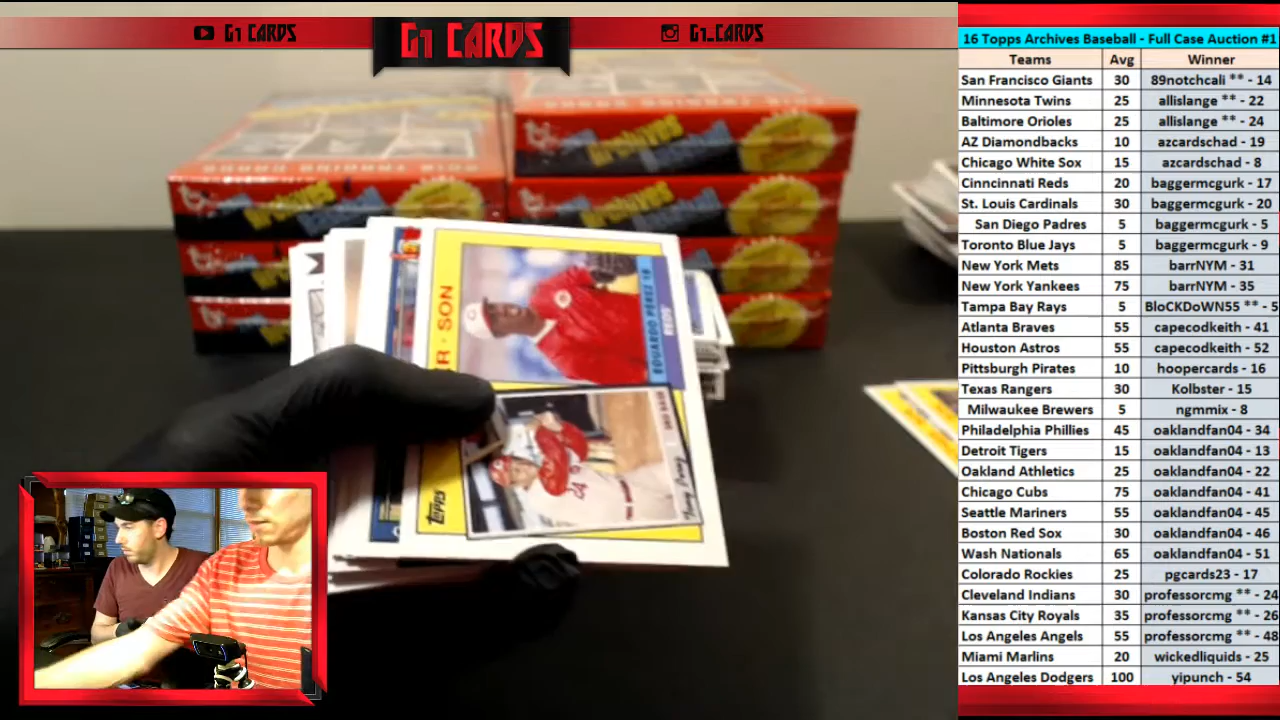 G1 CARDS
G1 CARDS
G1_CARDS
16 Topps Archives Baseball - Full Case Auction #1
Teams Avg Winner
San Francisco Giants 30 89notchcali ** - 14
Minnesota Twins 25 allislange ** - 22
Baltimore Orioles 25 allislange ** - 24
AZ Diamondbacks 10 azcardschad - 19
Chicago White Sox 15 azcardschad - 8
Cinncinnati Reds 20 baggermcgurk - 17
St. Louis Cardinals 30 baggermcgurk - 20
San Diego Padres 5 baggermcgurk - 5
Toronto Blue Jays 5 baggermcgurk - 9
New York Mets 85 barrNYM - 31
New York Yankees 75 barrNYM - 35
Tampa Bay Rays 5 BloCKDoWN55 ** - 5
Atlanta Braves 55 capecodkeith - 41
Houston Astros 55 capecodkeith - 52
Pittsburgh Pirates 10 hoopercards - 16
Texas Rangers 30 Kolbster - 15
Milwaukee Brewers 5 ngmmix - 8
Philadelphia Phillies 45 oaklandfan04 - 34
Detroit Tigers 15 oaklandfan04 - 13
Oakland Athletics 25 oaklandfan04 - 22
Chicago Cubs 75 oaklandfan04 - 41
Seattle Mariners 55 oaklandfan04 - 45
Boston Red Sox 30 oaklandfan04 - 46
Wash Nationals 65 oaklandfan04 - 51
Colorado Rockies 25 pgcards23 - 17
Cleveland Indians 30 professorcmg ** - 24
Kansas City Royals 35 professorcmg ** - 26
Los Angeles Angels 55 professorcmg ** - 48
Miami Marlins 20 wickedliquids - 25
Los Angeles Dodgers 100 yipunch - 54
Archives
Archives
Archives
SON
EDUARDO PEREZ 1B
REDS
TOPPS
Tony Perez